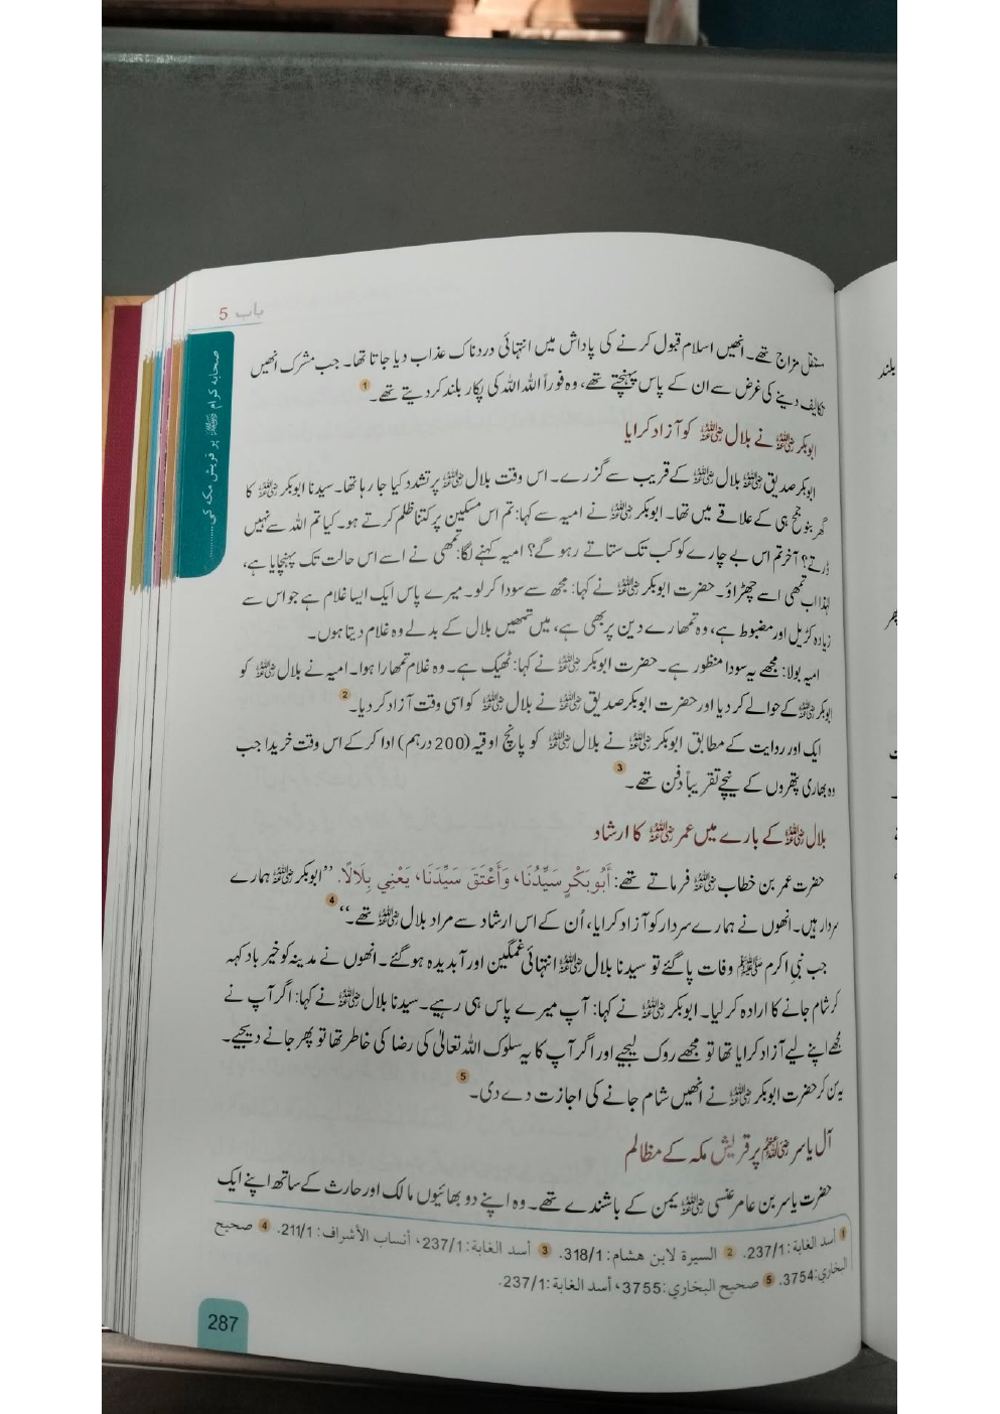 باب 5
صحابہ کرام ﷢ پر قریش مکہ کی..........
مستقل مزاج تھے۔ انھیں اسلام قبول کرنے کی پاداش میں انتہائی دردناک عذاب دیا جاتا تھا۔ جب مشرک انھیں
تکالیف دینے کی غرض سے ان کے پاس پہنچتے تھے، وہ فوراً اللہ اللہ کی پکار بلند کر دیتے تھے۔ 1
ابوبکر ﷜ نے بلال ﷜ کو آزاد کرایا
ابوبکر صدیق ﷜ بلال ﷜ کے قریب سے گزرے۔ اس وقت بلال ﷜ پر تشدد کیا جا رہا تھا۔ سیدنا ابوبکر ﷜ کا
گھر بنو جمح ہی کے علاقے میں تھا۔ ابوبکر ﷜ نے امیہ سے کہا: تم اس مسکین پر کتنا ظلم کرتے ہو۔ کیا تم اللہ سے نہیں
ڈرتے؟ آخر تم اس بے چارے کو کب تک ستاتے رہو گے؟ امیہ کہنے لگا: تمھی نے اسے اس حالت تک پہنچایا ہے،
لہٰذا اب تمھی اسے چھڑاؤ۔ حضرت ابوبکر ﷜ نے کہا: مجھ سے سودا کر لو۔ میرے پاس ایک ایسا غلام ہے جو اس سے
زیادہ کڑیل اور مضبوط ہے، وہ تمھارے دین پر بھی ہے، میں تمھیں بلال کے بدلے وہ غلام دیتا ہوں۔
امیہ بولا: مجھے یہ سودا منظور ہے۔ حضرت ابوبکر ﷜ نے کہا: ٹھیک ہے۔ وہ غلام تمھارا ہوا۔ امیہ نے بلال ﷜ کو
ابوبکر ﷜ کے حوالے کر دیا اور حضرت ابوبکر صدیق ﷜ نے بلال ﷜ کو اسی وقت آزاد کر دیا۔ 2
ایک اور روایت کے مطابق ابوبکر ﷜ نے بلال ﷜ کو پانچ اوقیہ (200 درہم) ادا کر کے اس وقت خریدا جب
وہ بھاری پتھروں کے نیچے تقریباً دفن تھے۔ 3
بلال ﷜ کے بارے میں عمر ﷜ کا ارشاد
حضرت عمر بن خطاب ﷜ فرماتے تھے: أَبُوبَكْرٍ سَيِّدُنَا، وَأَعْتَقَ سَيِّدَنَا، يَعْنِي بِلَالًا. ”ابوبکر ﷜ ہمارے
سردار ہیں۔ انھوں نے ہمارے سردار کو آزاد کرایا، اُن کے اس ارشاد سے مراد بلال ﷜ تھے۔“ 4
جب نبی اکرم ﷺ وفات پا گئے تو سیدنا بلال ﷜ انتہائی غمگین اور آبدیدہ ہو گئے۔ انھوں نے مدینہ کو خیر باد کہہ
کر شام جانے کا ارادہ کر لیا۔ ابوبکر ﷜ نے کہا: آپ میرے پاس ہی رہیے۔ سیدنا بلال ﷜ نے کہا: اگر آپ نے
مجھے اپنے لیے آزاد کرایا تھا تو مجھے روک لیجیے اور اگر آپ کا یہ سلوک اللہ تعالیٰ کی رضا کی خاطر تھا تو پھر جانے دیجیے۔
یہ سن کر حضرت ابوبکر ﷜ نے انھیں شام جانے کی اجازت دے دی۔ 5
آل یاسر ﷢ پر قریش مکہ کے مظالم
حضرت یاسر بن عامر عنسی ﷜ یمن کے باشندے تھے۔ وہ اپنے دو بھائیوں مالک اور حارث کے ساتھ اپنے ایک
1 أسد الغابة: 237/1. 2 السيرة لابن هشام: 318/1. 3 أسد الغابة: 237/1، أنساب الأشراف: 211/1. 4 صحيح
البخاري: 3754. 5 صحيح البخاري: 3755، أسد الغابة: 237/1.
287
بلند